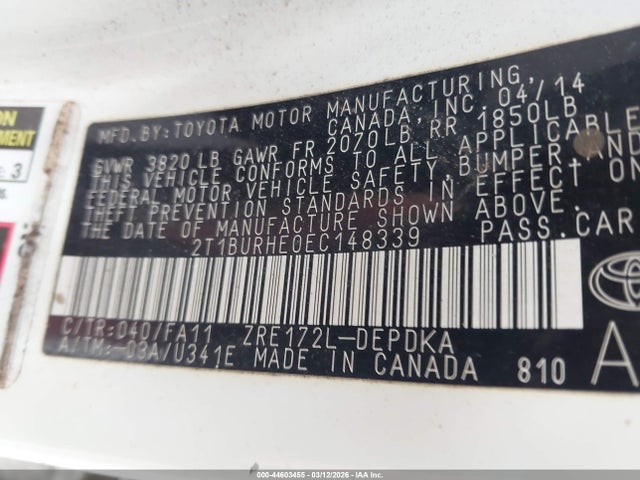 ON
EMENT
: 3
MFD. BY: TOYOTA MOTOR MANUFACTURING,
CANADA, INC. 04/14
GVWR 3820 LB GAWR FR 2070LB RR 1850LB
THIS VEHICLE CONFORMS TO ALL APPLICABLE
FEDERAL MOTOR VEHICLE SAFETY, BUMPER AND
THEFT PREVENTION STANDARDS IN EFFECT ON
THE DATE OF MANUFACTURE SHOWN ABOVE.
2T1BURHE0EC148339 PASS.CAR
C/TR:040/FA11 ZRE172L-DEPDKA
A/TM:-03A/U341E MADE IN CANADA 810
A
000-44603455 - 03/12/2026 - IAA Inc.